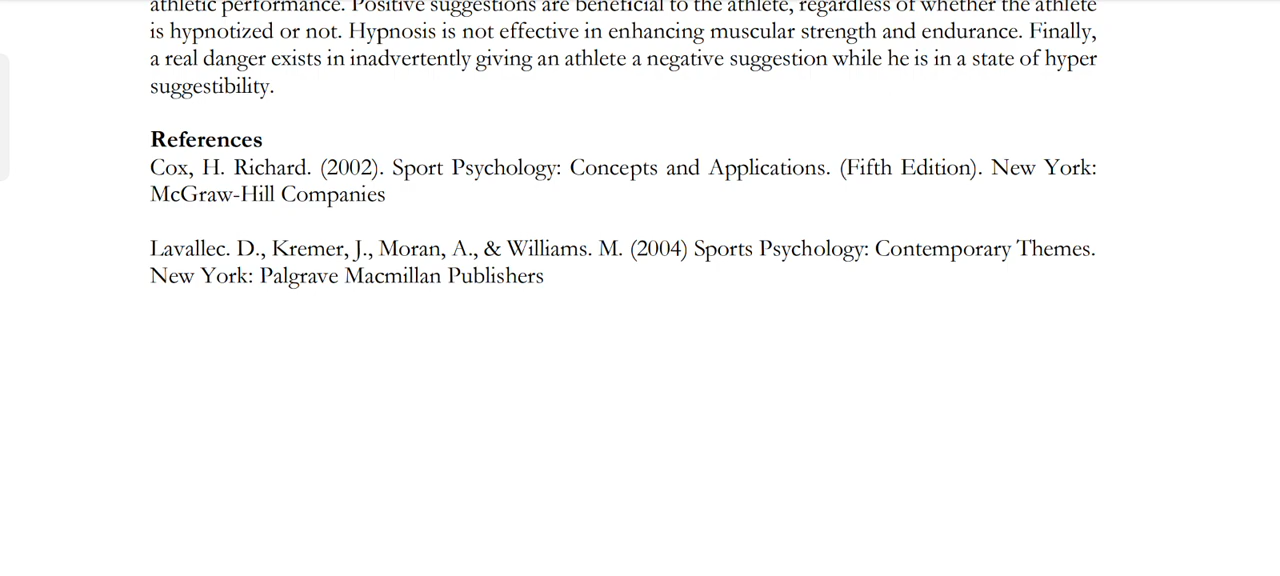 athletic performance. Positive suggestions are beneficial to the athlete, regardless of whether the athlete
is hypnotized or not. Hypnosis is not effective in enhancing muscular strength and endurance. Finally,
a real danger exists in inadvertently giving an athlete a negative suggestion while he is in a state of hyper
suggestibility.
References
Cox, H. Richard. (2002). Sport Psychology: Concepts and Applications. (Fifth Edition). New York:
McGraw-Hill Companies
Lavallec. D., Kremer, J., Moran, A., & Williams. M. (2004) Sports Psychology: Contemporary Themes.
New York: Palgrave Macmillan Publishers